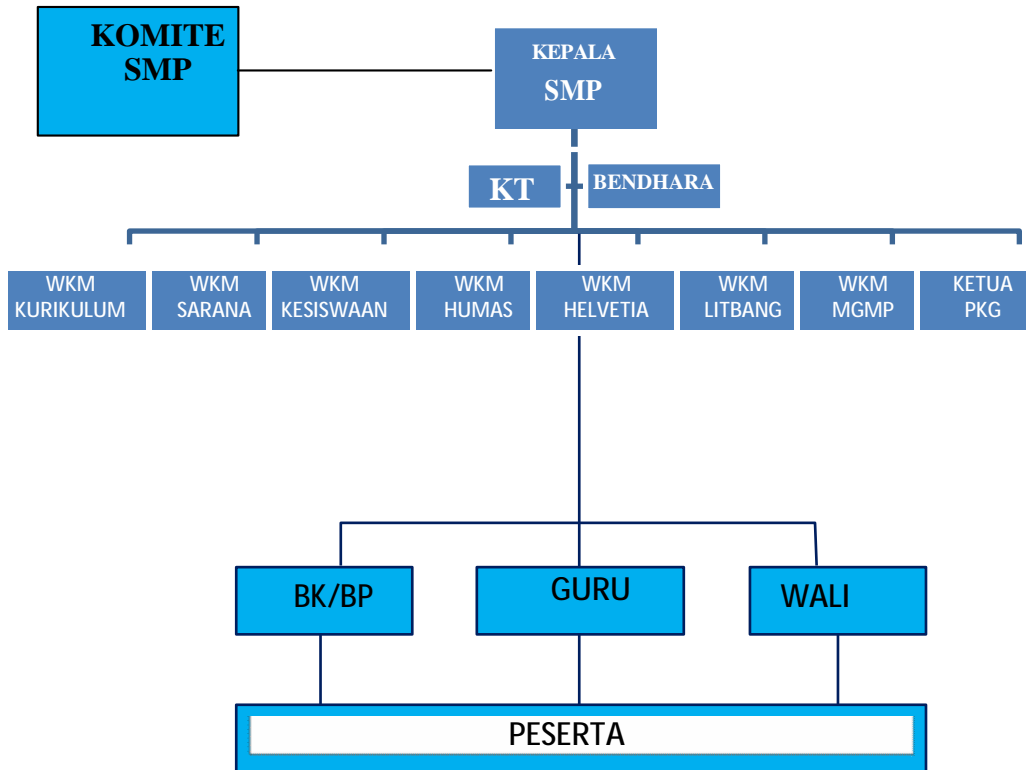 KOMITE
SMP
KEPALA
SMP
KT
BENDHARA
WKM
KURIKULUM
WKM
SARANA
WKM
KESISWAAN
WKM
HUMAS
WKM
HELVETIA
WKM
LITBANG
WKM
MGMP
KETUA
PKG
BK/BP
GURU
WALI
PESERTA